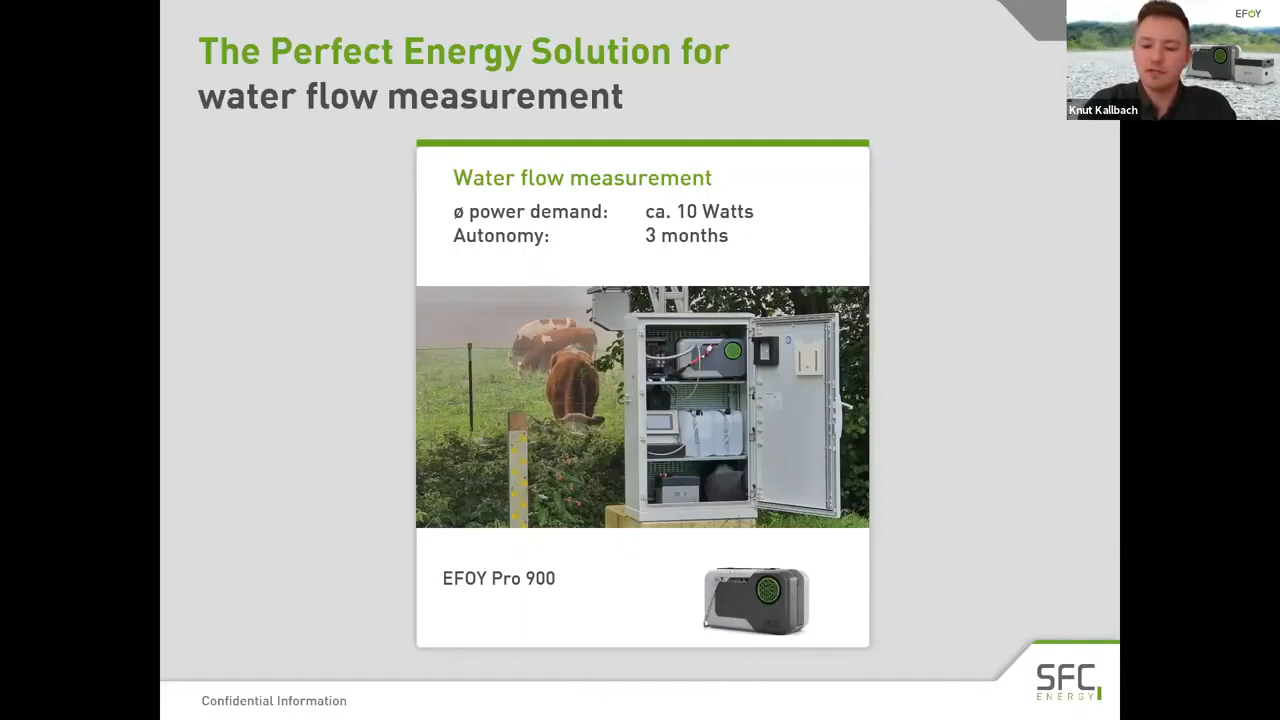 The Perfect Energy Solution for
water flow measurement
EFOY
Knut Kallbach
Water flow measurement
ø power demand: ca. 10 Watts
Autonomy: 3 months
EFOY Pro 900
Confidential Information
SFC
ENERGY